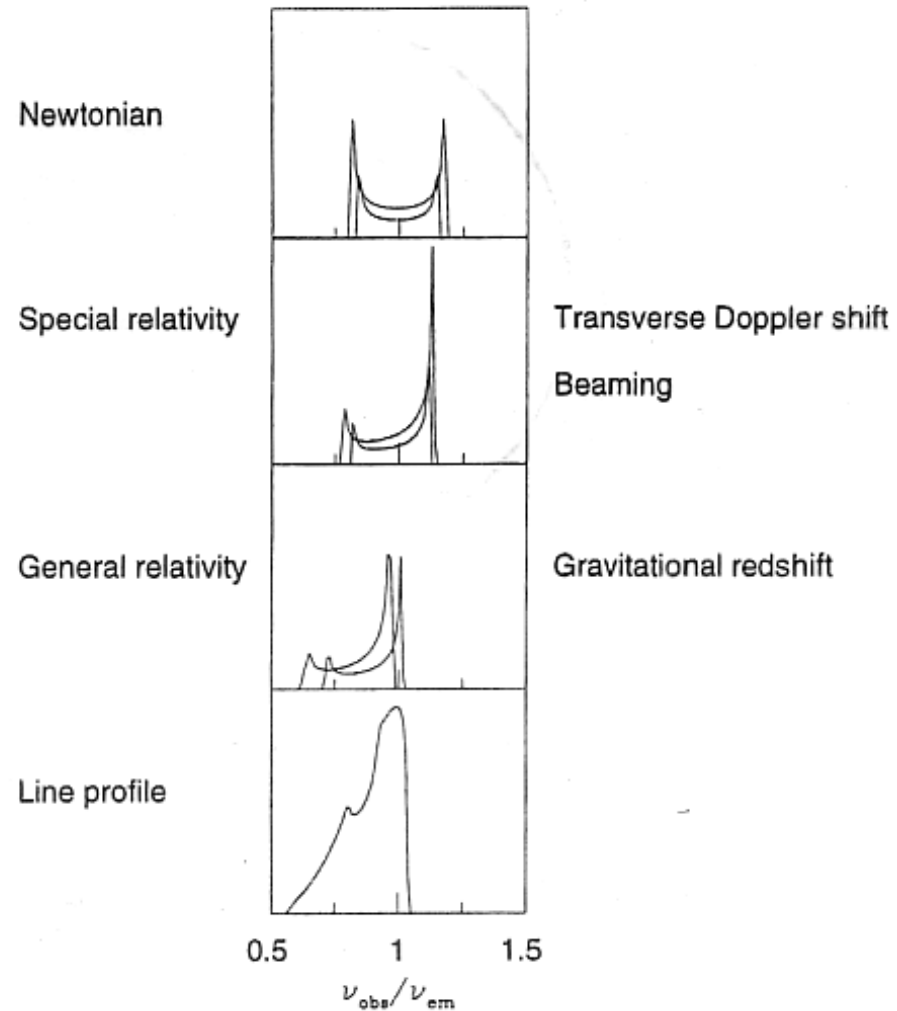 Newtonian
Special relativity
Transverse Doppler shift
Beaming
General relativity
Gravitational redshift
Line profile
0.5 1 1.5
ν_obs/ν_em